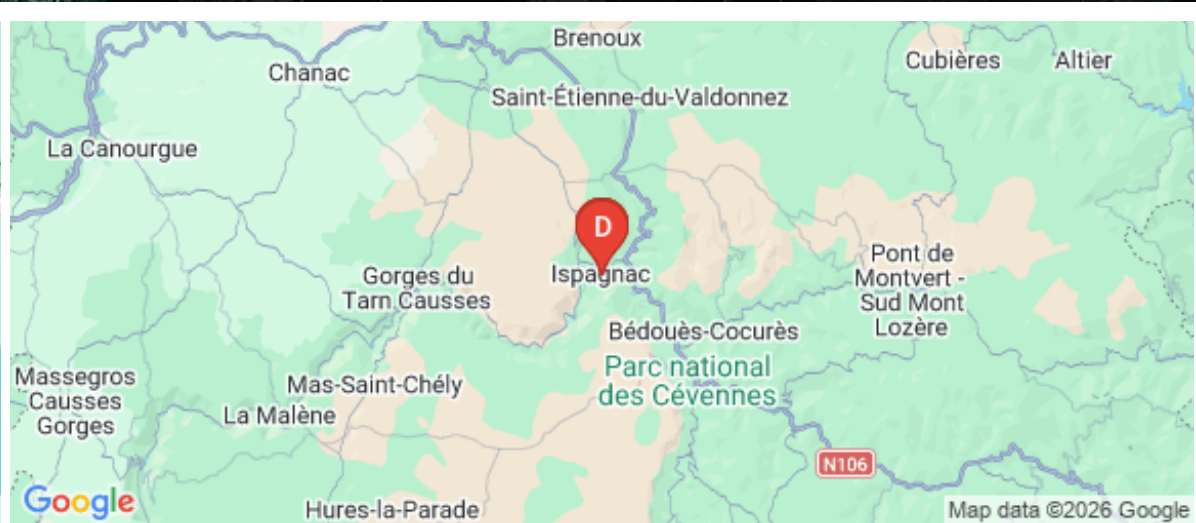 Brenoux
Cubières
Altier
Chanac
Saint-Étienne-du-Valdonnez
La Canourgue
D
Pont de
Montvert -
Sud Mont
Lozère
Ispagnac
Gorges du
Tarn Causses
Bédouès-Cocurès
Parc national
des Cévennes
Massegros
Causses
Gorges
Mas-Saint-Chély
La Malène
N106
Google
Hures-la-Parade
Map data ©2026 Google